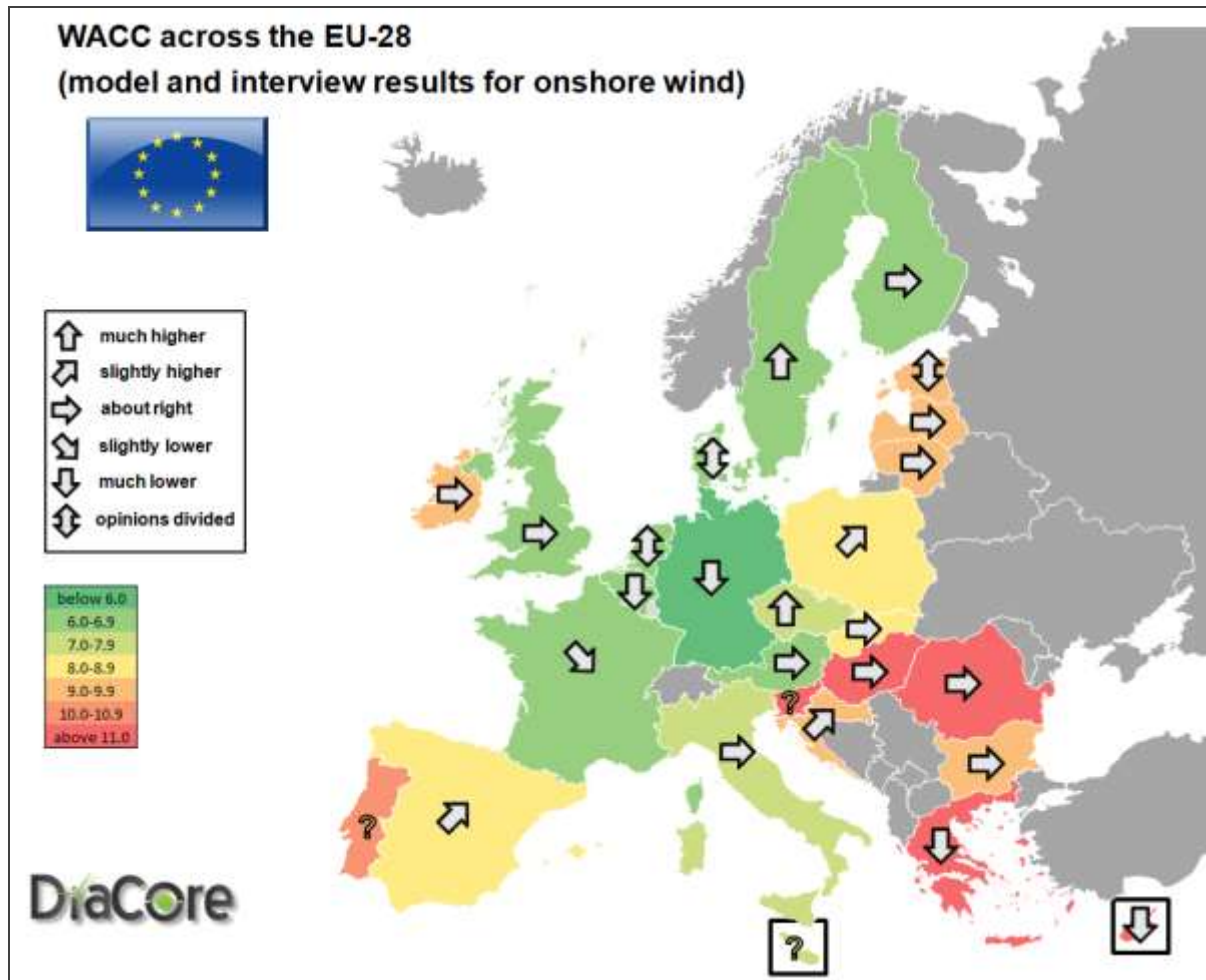 WACC across the EU-28
(model and interview results for onshore wind)
much higher
slightly higher
about right
slightly lower
much lower
opinions divided
below 6.0
6.0-6.9
7.0-7.9
8.0-8.9
9.0-9.9
10.0-10.9
above 11.0
?
?
?
DiaCore